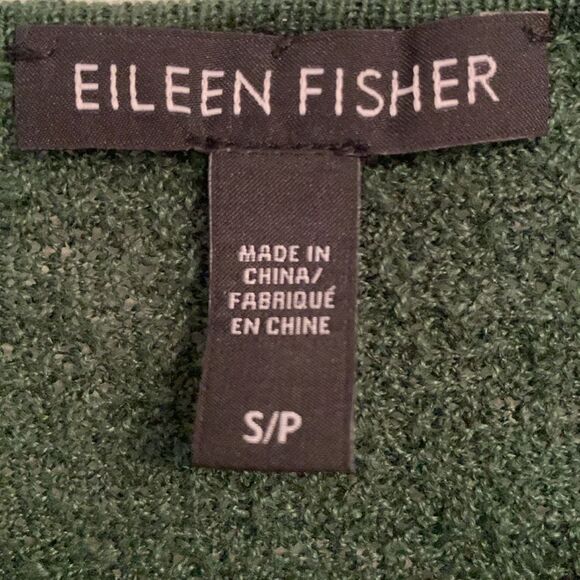 EILEEN FISHER
MADE IN
CHINA/
FABRIQUÉ
EN CHINE
S/P